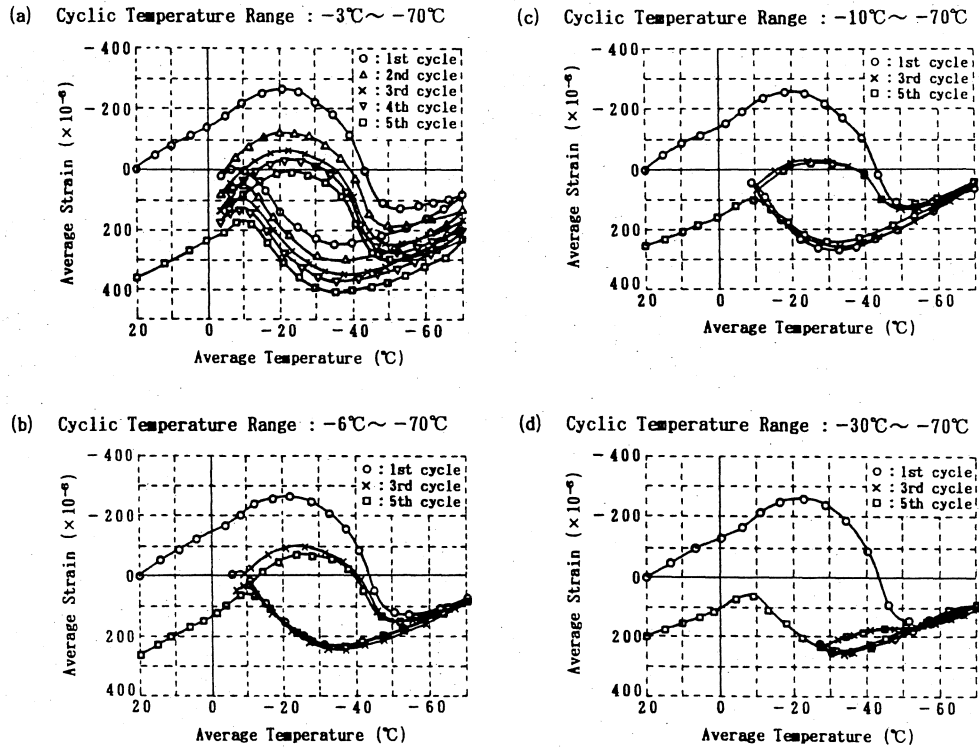 (a) Cyclic Temperature Range : −3℃～ −70℃
− 400
− 200
0
200
400
20 0 − 20 − 40 − 60
Average Strain (× 10⁻⁶)
Average Temperature (℃)
○ : 1st cycle
△ : 2nd cycle
× : 3rd cycle
▽ : 4th cycle
□ : 5th cycle
(c) Cyclic Temperature Range : −10℃～ −70℃
− 400
− 200
0
200
400
20 0 − 20 − 40 − 60
Average Strain (× 10⁻⁶)
Average Temperature (℃)
○ : 1st cycle
× : 3rd cycle
□ : 5th cycle
(b) Cyclic Temperature Range : −6℃～ −70℃
− 400
− 200
0
200
400
20 0 − 20 − 40 − 60
Average Strain (× 10⁻⁶)
Average Temperature (℃)
○ : 1st cycle
× : 3rd cycle
□ : 5th cycle
(d) Cyclic Temperature Range : −30℃～ −70℃
− 400
− 200
0
200
400
20 0 − 20 − 40 − 60
Average Strain (× 10⁻⁶)
Average Temperature (℃)
○ : 1st cycle
× : 3rd cycle
□ : 5th cycle